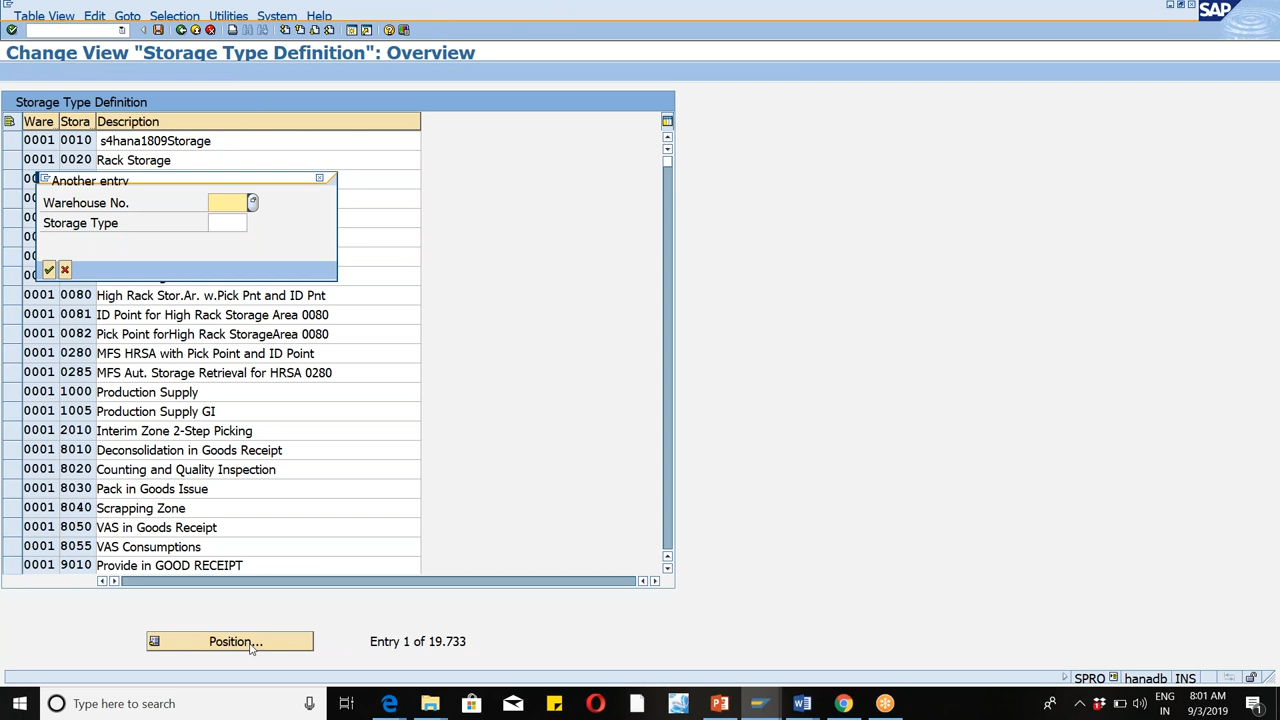 Table View Edit Goto Selection Utilities System Help
SAP
Change View "Storage Type Definition": Overview
Storage Type Definition
Ware Stora Description
0001 0010 s4hana1809Storage
0001 0020 Rack Storage
Another entry
Warehouse No.
Storage Type
0001 0080 High Rack Stor.Ar. w.Pick Pnt and ID Pnt
0001 0081 ID Point for High Rack Storage Area 0080
0001 0082 Pick Point forHigh Rack StorageArea 0080
0001 0280 MFS HRSA with Pick Point and ID Point
0001 0285 MFS Aut. Storage Retrieval for HRSA 0280
0001 1000 Production Supply
0001 1005 Production Supply GI
0001 2010 Interim Zone 2-Step Picking
0001 8010 Deconsolidation in Goods Receipt
0001 8020 Counting and Quality Inspection
0001 8030 Pack in Goods Issue
0001 8040 Scrapping Zone
0001 8050 VAS in Goods Receipt
0001 8055 VAS Consumptions
0001 9010 Provide in GOOD RECEIPT
Position... Entry 1 of 19.733
SPRO hanadb INS
Type here to search
ENG 8:01 AM
IN 9/3/2019